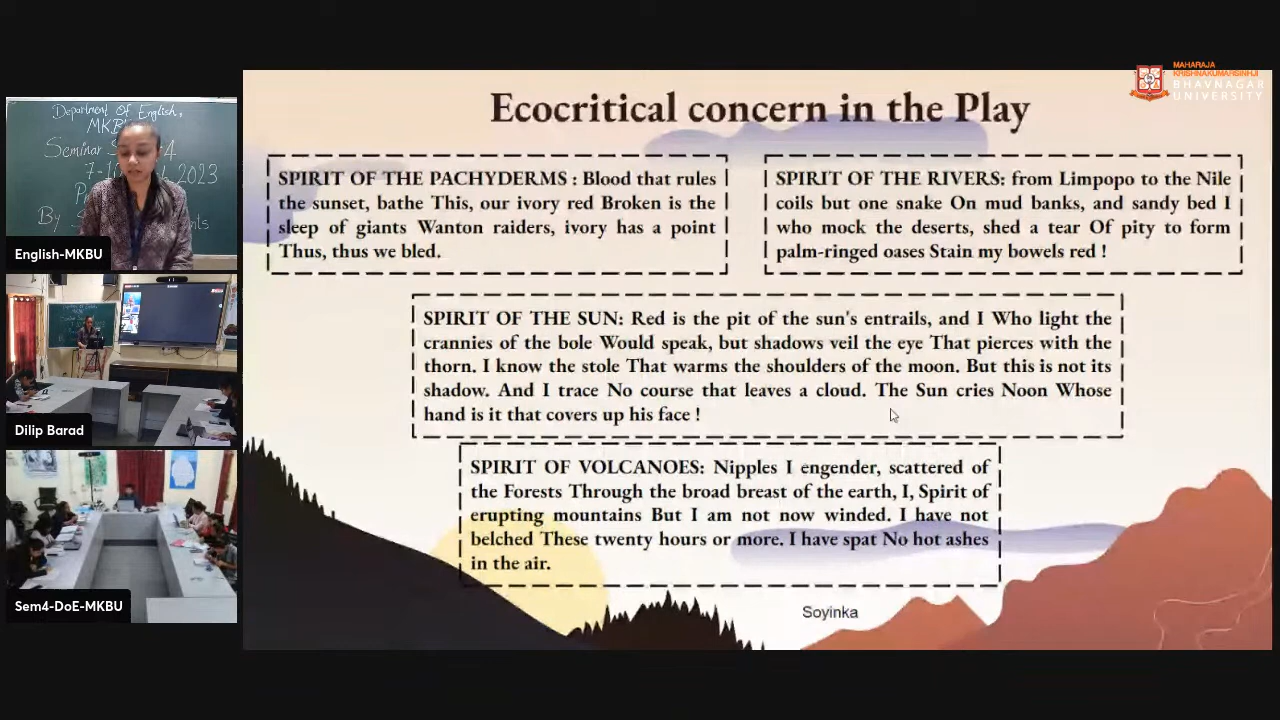 MAHARAJA
KRISHNAKUMARSINHJI
BHAVNAGAR
UNIVERSITY
Ecocritical concern in the Play
SPIRIT OF THE PACHYDERMS : Blood that rules
the sunset, bathe This, our ivory red Broken is the
sleep of giants Wanton raiders, ivory has a point
Thus, thus we bled.
SPIRIT OF THE RIVERS: from Limpopo to the Nile
coils but one snake On mud banks, and sandy bed I
who mock the deserts, shed a tear Of pity to form
palm-ringed oases Stain my bowels red !
SPIRIT OF THE SUN: Red is the pit of the sun's entrails, and I Who light the
crannies of the bole Would speak, but shadows veil the eye That pierces with the
thorn. I know the stole That warms the shoulders of the moon. But this is not its
shadow. And I trace No course that leaves a cloud. The Sun cries Noon Whose
hand is it that covers up his face !
SPIRIT OF VOLCANOES: Nipples I engender, scattered of
the Forests Through the broad breast of the earth, I, Spirit of
erupting mountains But I am not now winded. I have not
belched These twenty hours or more. I have spat No hot ashes
in the air.
Soyinka
Department Of English,
MKB
Seminar S 4
7- 2023
By
English-MKBU
Dilip Barad
Sem4-DoE-MKBU